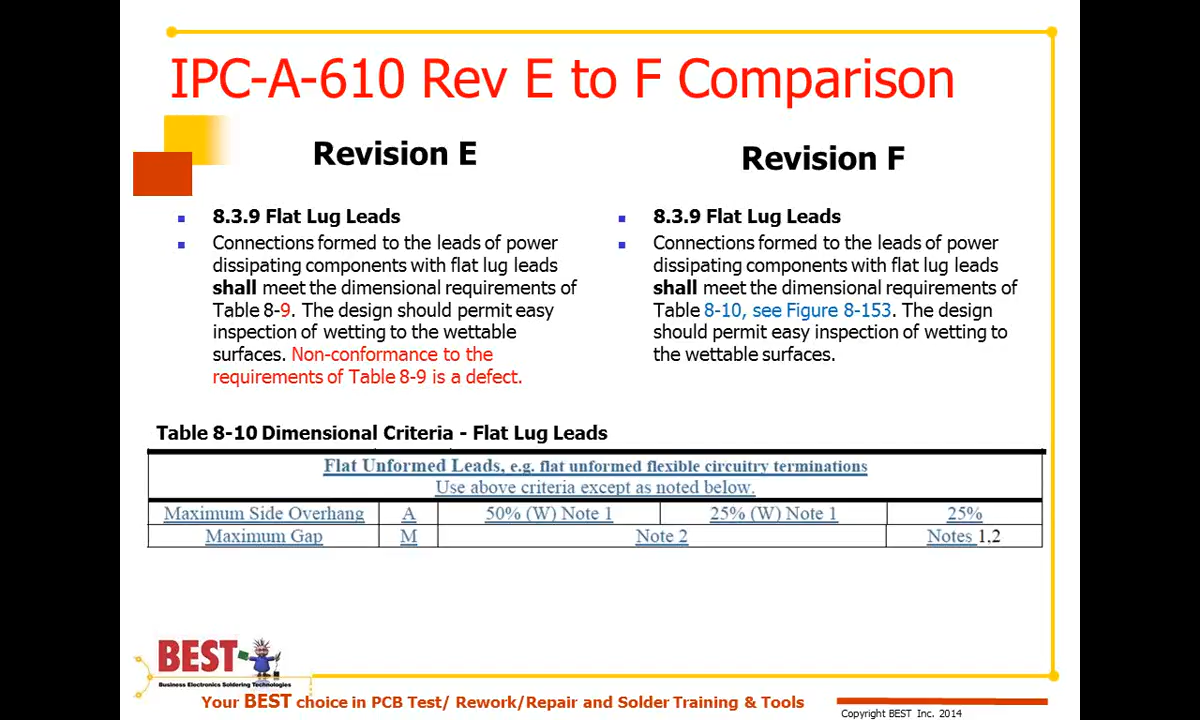 IPC-A-610 Rev E to F Comparison
Revision E
8.3.9 Flat Lug Leads
Connections formed to the leads of power
dissipating components with flat lug leads
shall meet the dimensional requirements of
Table 8-9. The design should permit easy
inspection of wetting to the wettable
surfaces. Non-conformance to the
requirements of Table 8-9 is a defect.
Revision F
8.3.9 Flat Lug Leads
Connections formed to the leads of power
dissipating components with flat lug leads
shall meet the dimensional requirements of
Table 8-10, see Figure 8-153. The design
should permit easy inspection of wetting to
the wettable surfaces.
Table 8-10 Dimensional Criteria - Flat Lug Leads
Flat Unformed Leads, e.g. flat unformed flexible circuitry terminations
Use above criteria except as noted below.
Maximum Side Overhang A 50% (W) Note 1 25% (W) Note 1 25%
Maximum Gap M Note 2 Notes 1,2
BEST
Business Electronics Soldering Technologies
Your BEST choice in PCB Test/ Rework/Repair and Solder Training & Tools
Copyright BEST Inc. 2014